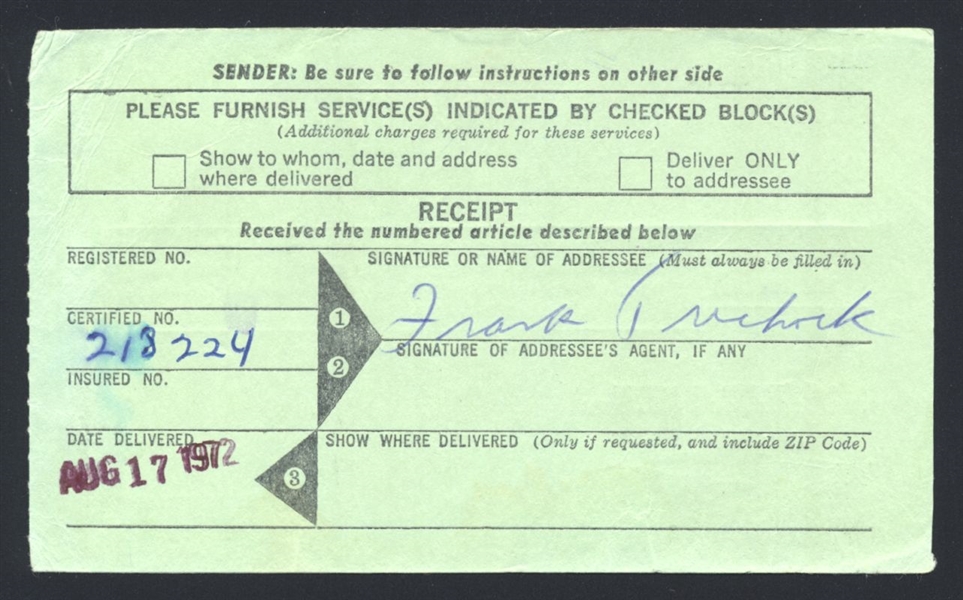 SENDER: Be sure to follow instructions on other side
PLEASE FURNISH SERVICE(S) INDICATED BY CHECKED BLOCK(S)
(Additional charges required for these services)
Show to whom, date and address
where delivered
Deliver ONLY
to addressee
RECEIPT
Received the numbered article described below
REGISTERED NO.
CERTIFIED NO.
218 224
INSURED NO.
DATE DELIVERED
AUG 17 1972
1
2
3
SIGNATURE OR NAME OF ADDRESSEE (Must always be filled in)
Frank
SIGNATURE OF ADDRESSEE'S AGENT, IF ANY
SHOW WHERE DELIVERED (Only if requested, and include ZIP Code)